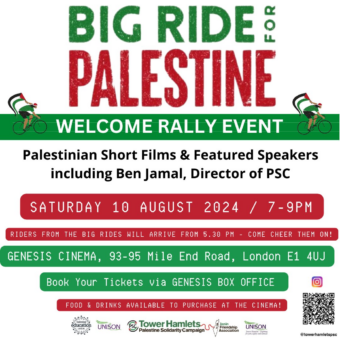 BIG RIDE FOR
PALESTINE
WELCOME RALLY EVENT
Palestinian Short Films & Featured Speakers
including Ben Jamal, Director of PSC
SATURDAY 10 AUGUST 2024 / 7-9PM
RIDERS FROM THE BIG RIDES WILL ARRIVE FROM 5.30 PM - COME CHEER THEM ON!
GENESIS CINEMA, 93-95 Mile End Road, London E1 4UJ
Book Your Tickets via GENESIS BOX OFFICE
FOOD & DRINKS AVAILABLE TO PURCHASE AT THE CINEMA!
UNISON
Tower Hamlets
Palestine Solidarity Campaign
Friendship
Association
UNISON